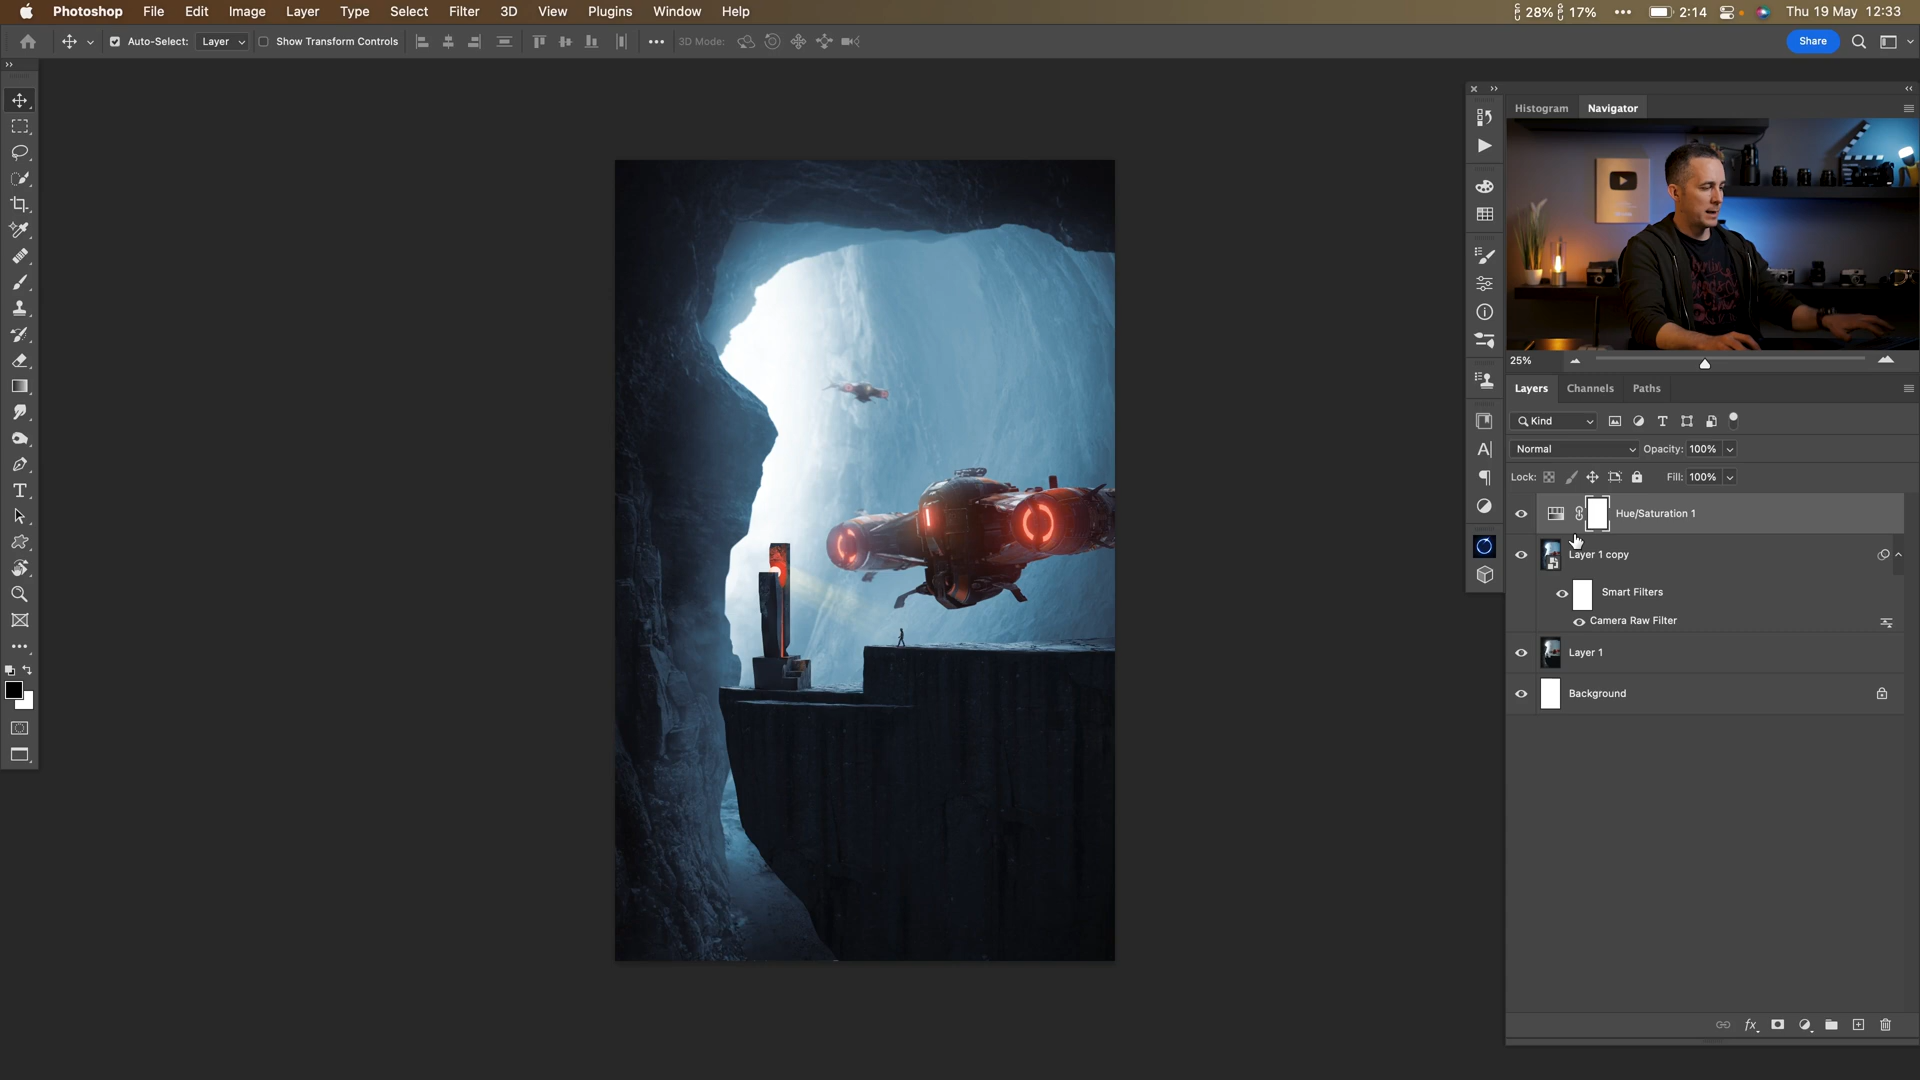 Photoshop File Edit Image Layer Type Select Filter 3D View Plugins Window Help 28% 17% 2:14 Thu 19 May 12:33
Auto-Select: Layer Show Transform Controls 3D Mode: Share
Histogram Navigator
25%
Layers Channels Paths
Kind
Normal Opacity: 100%
Lock: Fill: 100%
Hue/Saturation 1
Layer 1 copy
Smart Filters
Camera Raw Filter
Layer 1
Background